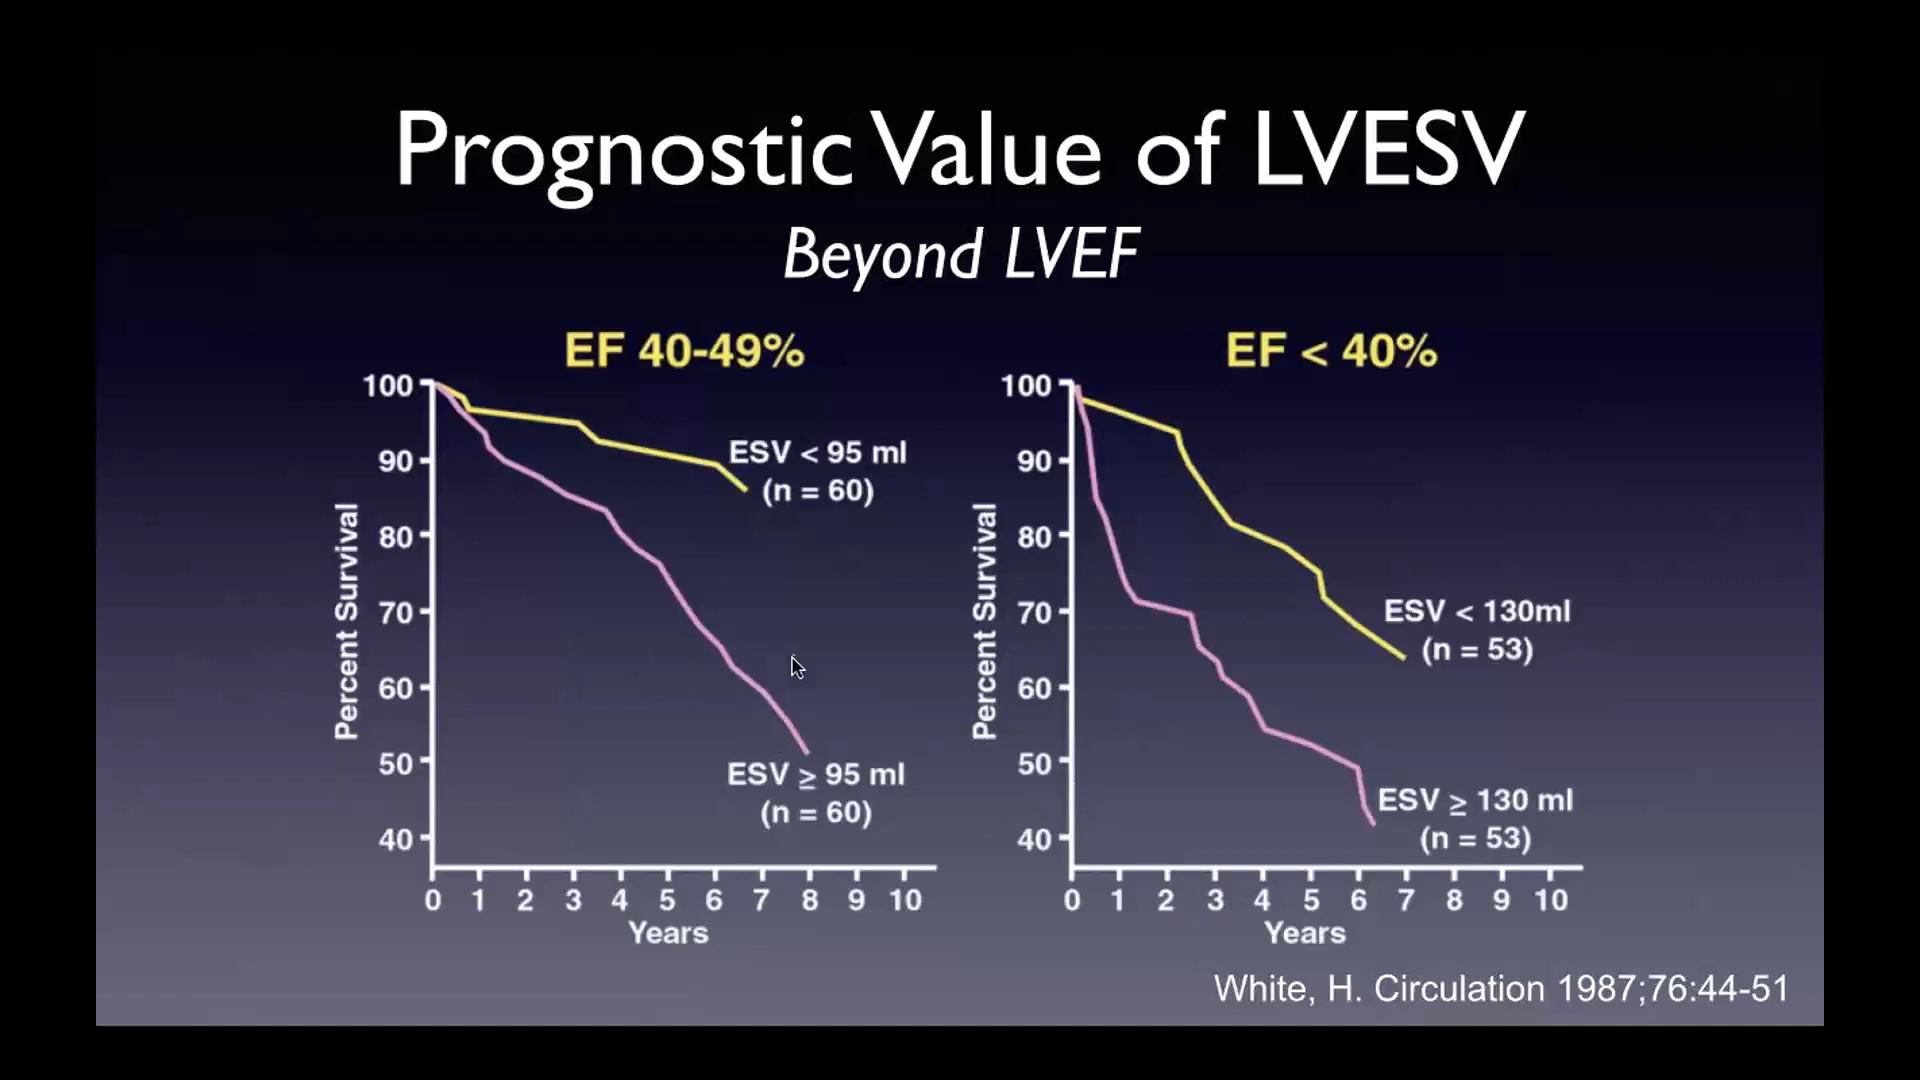 Prognostic Value of LVESV
Beyond LVEF
EF 40-49%
100
90
80
70
60
50
40
Percent Survival
ESV < 95 ml
(n = 60)
ESV ≥ 95 ml
(n = 60)
0 1 2 3 4 5 6 7 8 9 10
Years
EF < 40%
100
90
80
70
60
50
40
Percent Survival
ESV < 130ml
(n = 53)
ESV ≥ 130 ml
(n = 53)
0 1 2 3 4 5 6 7 8 9 10
Years
White, H. Circulation 1987;76:44-51